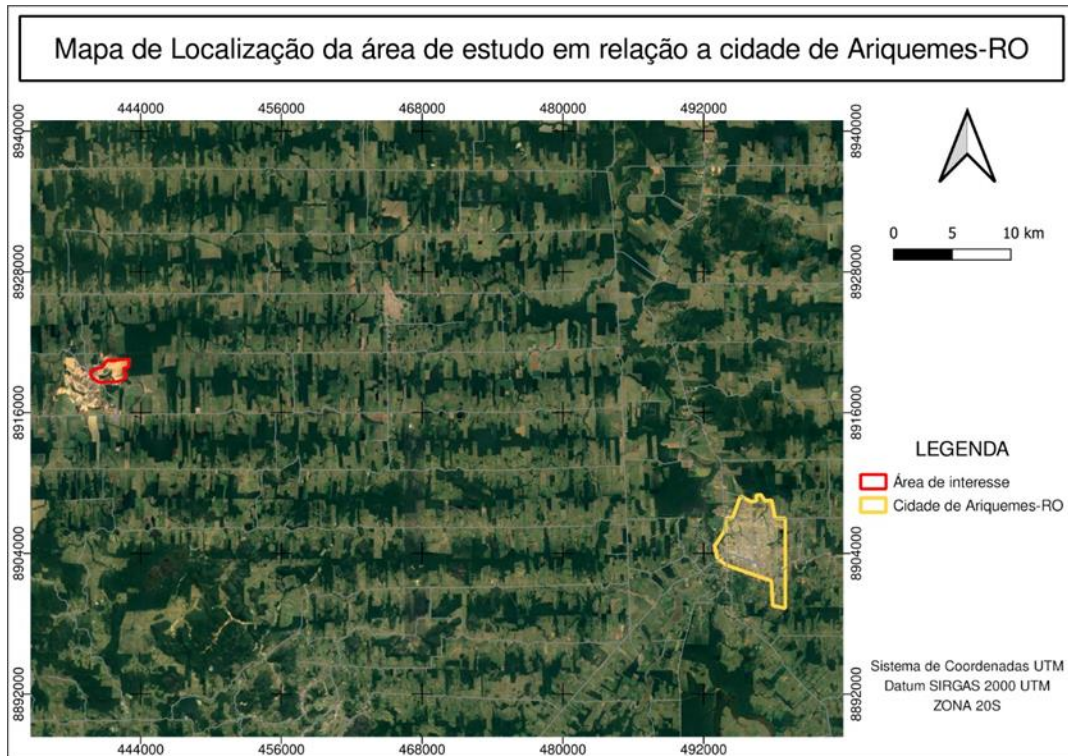 Mapa de Localização da área de estudo em relação a cidade de Ariquemes-RO
444000 456000 468000 480000 492000
8940000 8940000
0 5 10 km
8928000 8928000
8916000 8916000
LEGENDA
Área de interesse
Cidade de Ariquemes-RO
8904000 8904000
Sistema de Coordenadas UTM
Datum SIRGAS 2000 UTM
ZONA 20S
8892000 8892000
444000 456000 468000 480000 492000